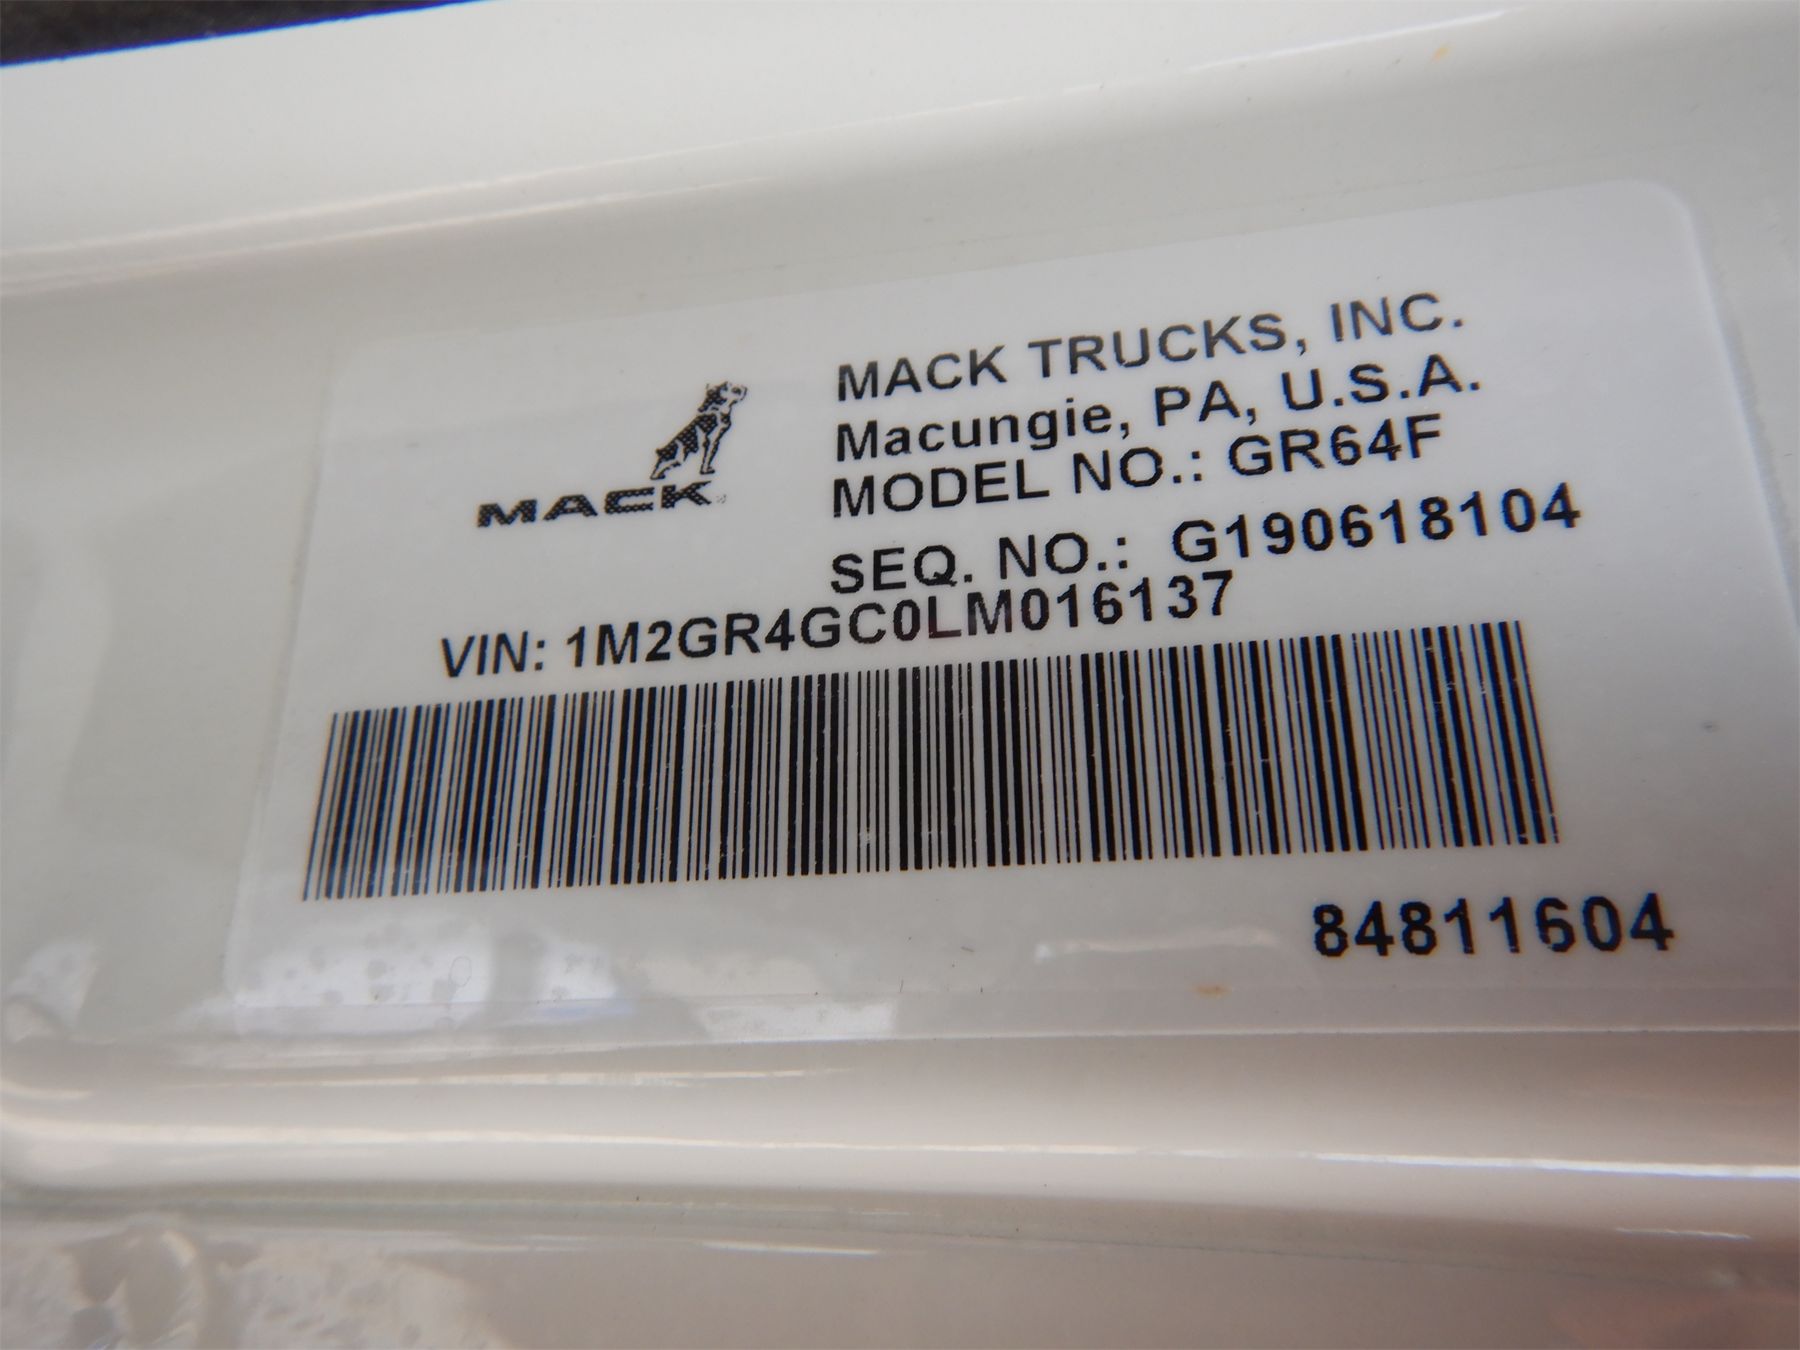 MACK TRUCKS, INC.
Macungie, PA, U.S.A.
MODEL NO.: GR64F
MACK
SEQ. NO.: G190618104
VIN: 1M2GR4GC0LM016137
84811604